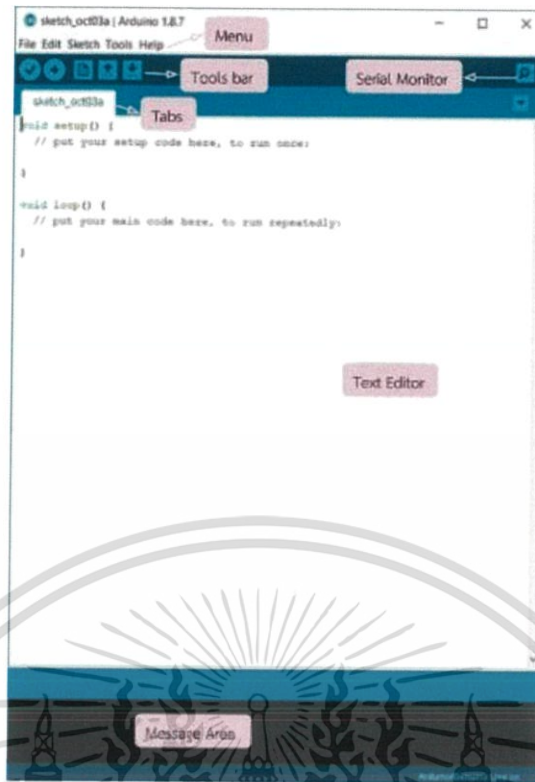 sketch_oct03a | Arduino 1.8.7
File Edit Sketch Tools Help
Menu
Tools bar
Serial Monitor
sketch_oct03a
Tabs
void setup() {
// put your setup code here, to run once:
}
void loop() {
// put your main code here, to run repeatedly:
}
Text Editor
Message Area